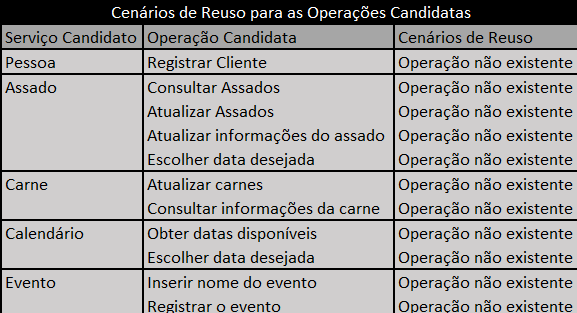 Cenários de Reuso para as Operações Candidatas
Serviço Candidato Operação Candidata Cenários de Reuso
Pessoa Registrar Cliente Operação não existente
Assado Consultar Assados Operação não existente
Atualizar Assados Operação não existente
Atualizar informações do assado Operação não existente
Escolher data desejada Operação não existente
Carne Atualizar carnes Operação não existente
Consultar informações da carne Operação não existente
Calendário Obter datas disponíveis Operação não existente
Escolher data desejada Operação não existente
Evento Inserir nome do evento Operação não existente
Registrar o evento Operação não existente